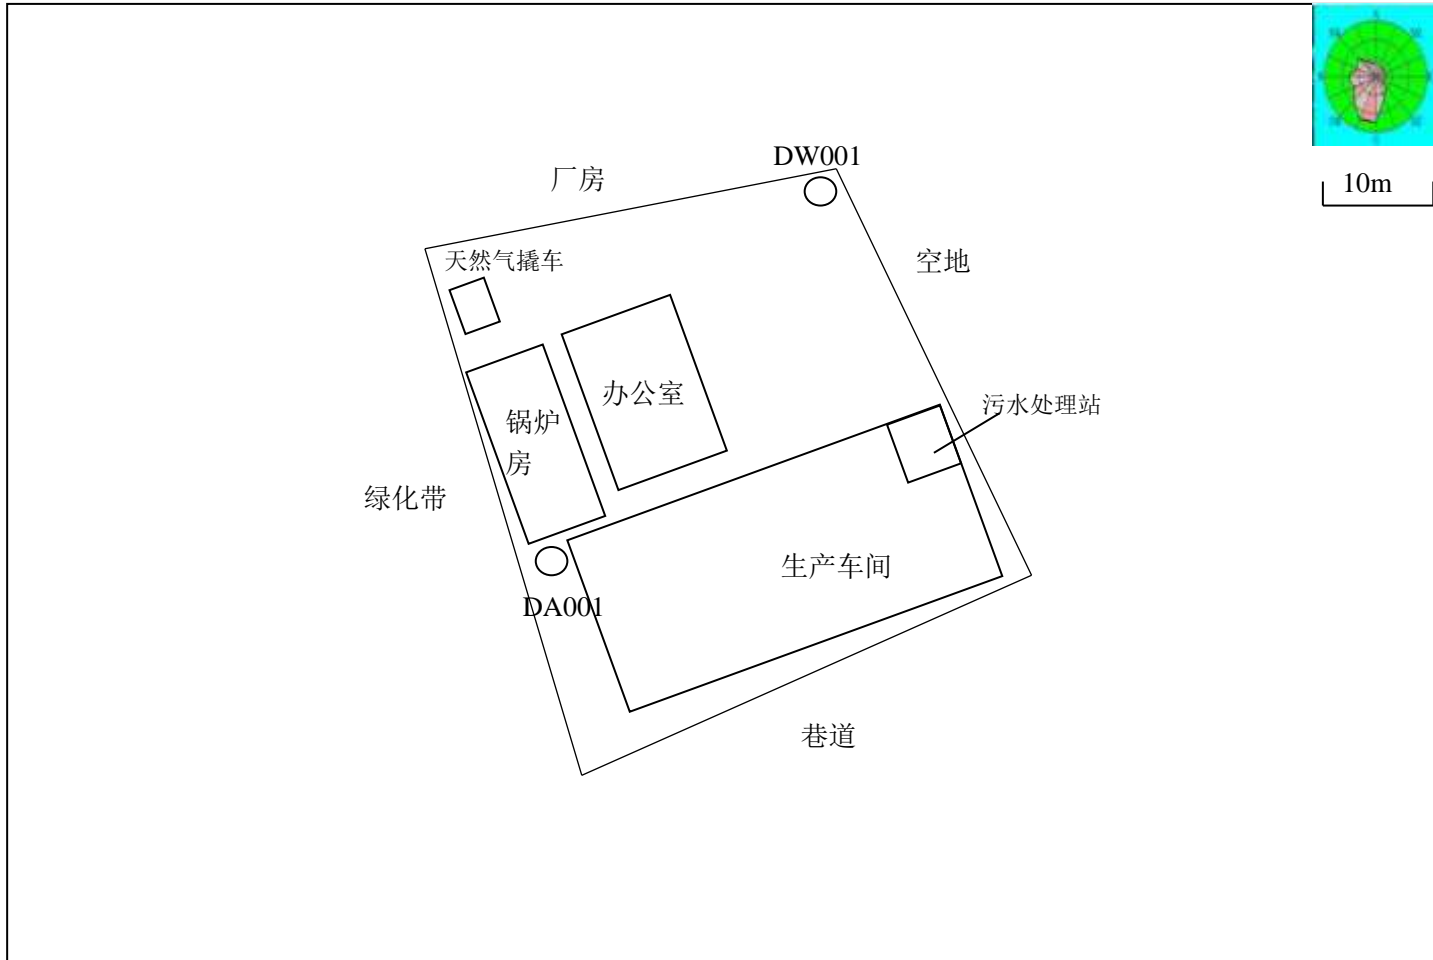 DW001
厂房
10m
天然气撬车
空地
办公室
污水处理站
锅炉
房
绿化带
生产车间
DA001
巷道